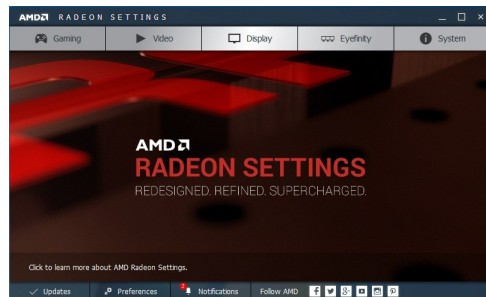 AMD RADEON SETTINGS
Gaming Video Display Eyefinity System
AMD
RADEON SETTINGS
REDESIGNED. REFINED. SUPERCHARGED.
Click to learn more about AMD Radeon Settings.
Updates Preferences 2 Notifications Follow AMD